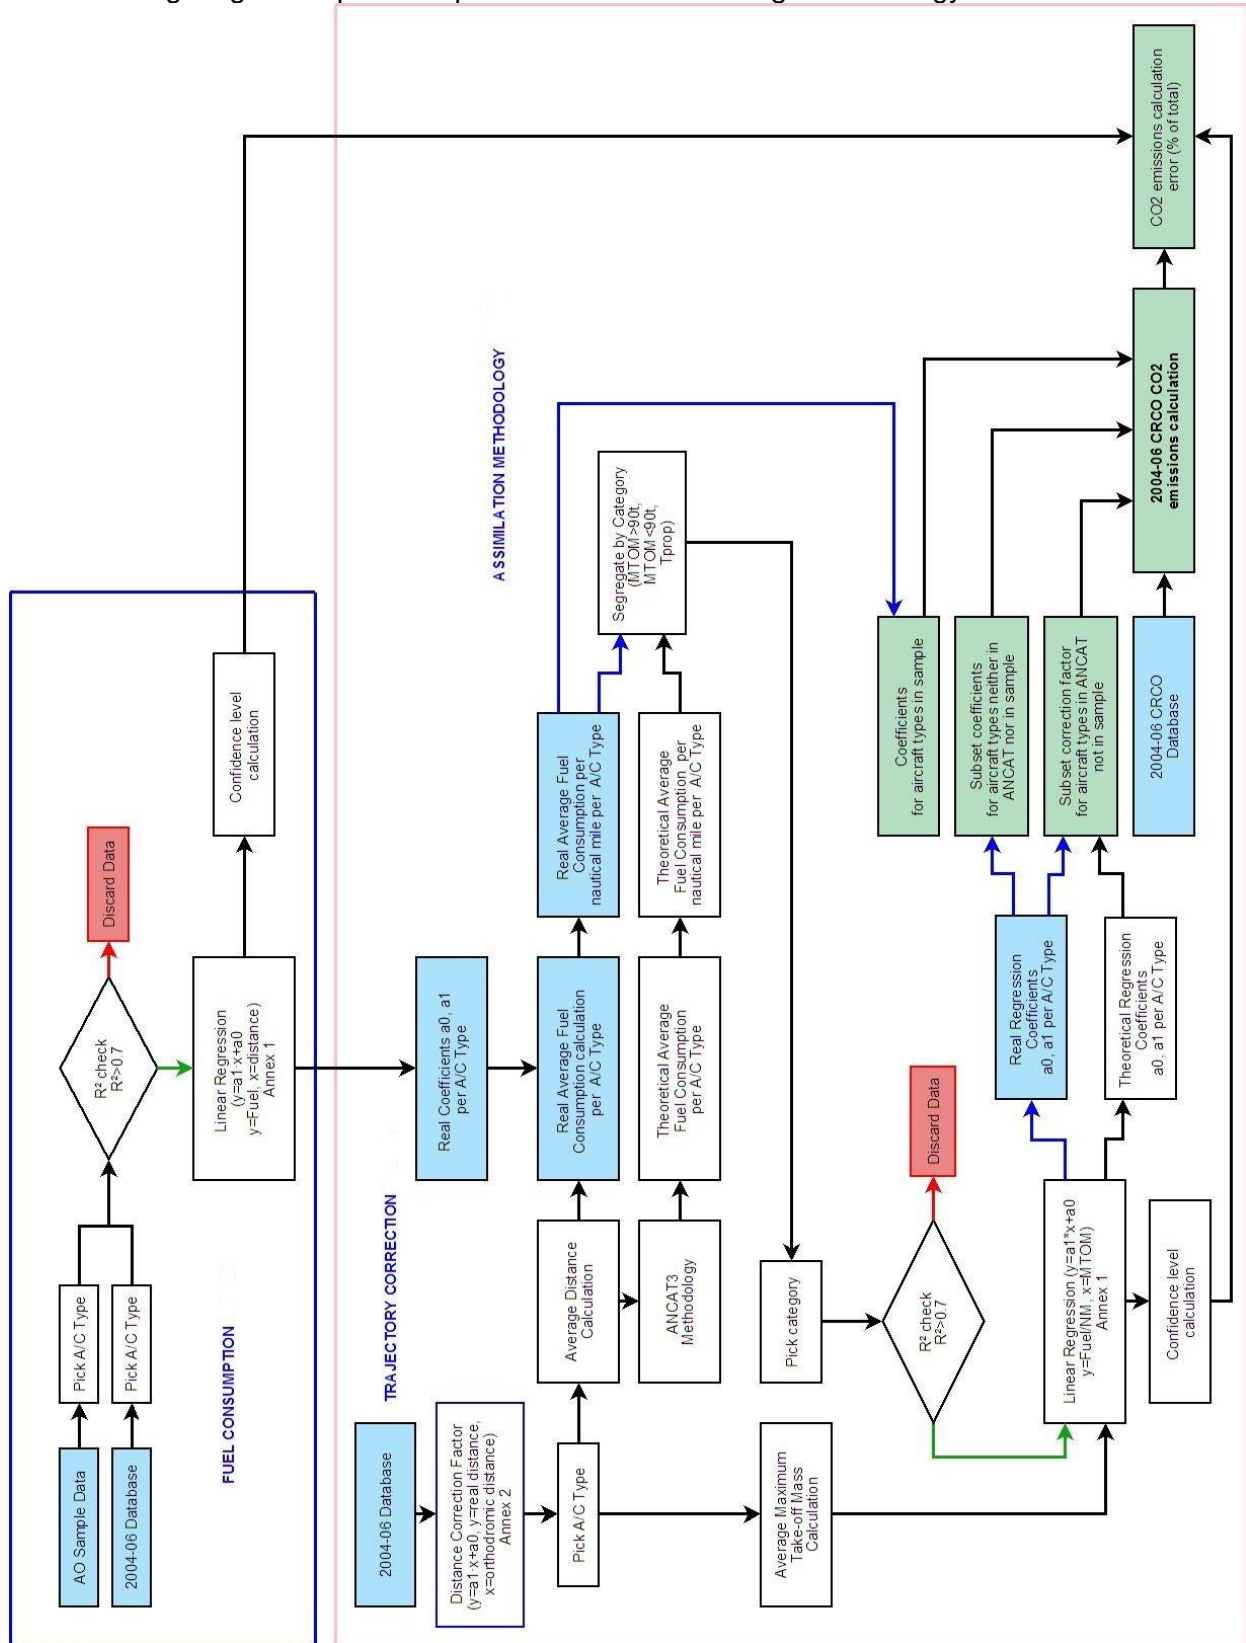 AO Sample Data
Pick A/C Type
2004-06 Database
Pick A/C Type
R² check
R²>0.7
Discard Data
Linear Regression
(y=a1·x+a0
y=Fuel, x=distance)
Annex 1
Confidence level
calculation
FUEL CONSUMPTION
2004-06 Database
TRAJECTORY CORRECTION
Distance Correction Factor
(y=a1·x+a0, y=real distance,
x=orthodromic distance)
Annex 2
Real Coefficients a0, a1
per A/C Type
ASSIMILATION METHODOLOGY
Pick A/C Type
Average Distance
Calculation
Real Average Fuel
Consumption calculation
per A/C Type
Real Average Fuel
Consumption per
nautical mile per A/C Type
Segregate by Category
(MTOM >90t,
MTOM <90t,
Tprop)
ANCAT3
Methodology
Theoretical Average
Fuel Consumption
per A/C Type
Theoretical Average
Fuel Consumption per
nautical mile per A/C Type
Average Maximum
Take-off Mass
Calculation
Pick category
R² check
R²>0.7
Discard Data
Coefficients
for aircraft types in sample
Linear Regression (y=a1*x+a0
y=Fuel/NM, x=MTOM)
Annex 1
Real Regression
Coefficients
a0, a1 per A/C Type
Subset coefficients
for aircraft types neither in
ANCAT nor in sample
Subset correction factor
for aircraft types in ANCAT
not in sample
Theoretical Regression
Coefficients
a0, a1 per A/C Type
Confidence level
calculation
2004-06 CRCO
Database
2004-06 CRCO CO2
emissions calculation
CO2 emissions calculation
error (% of total)